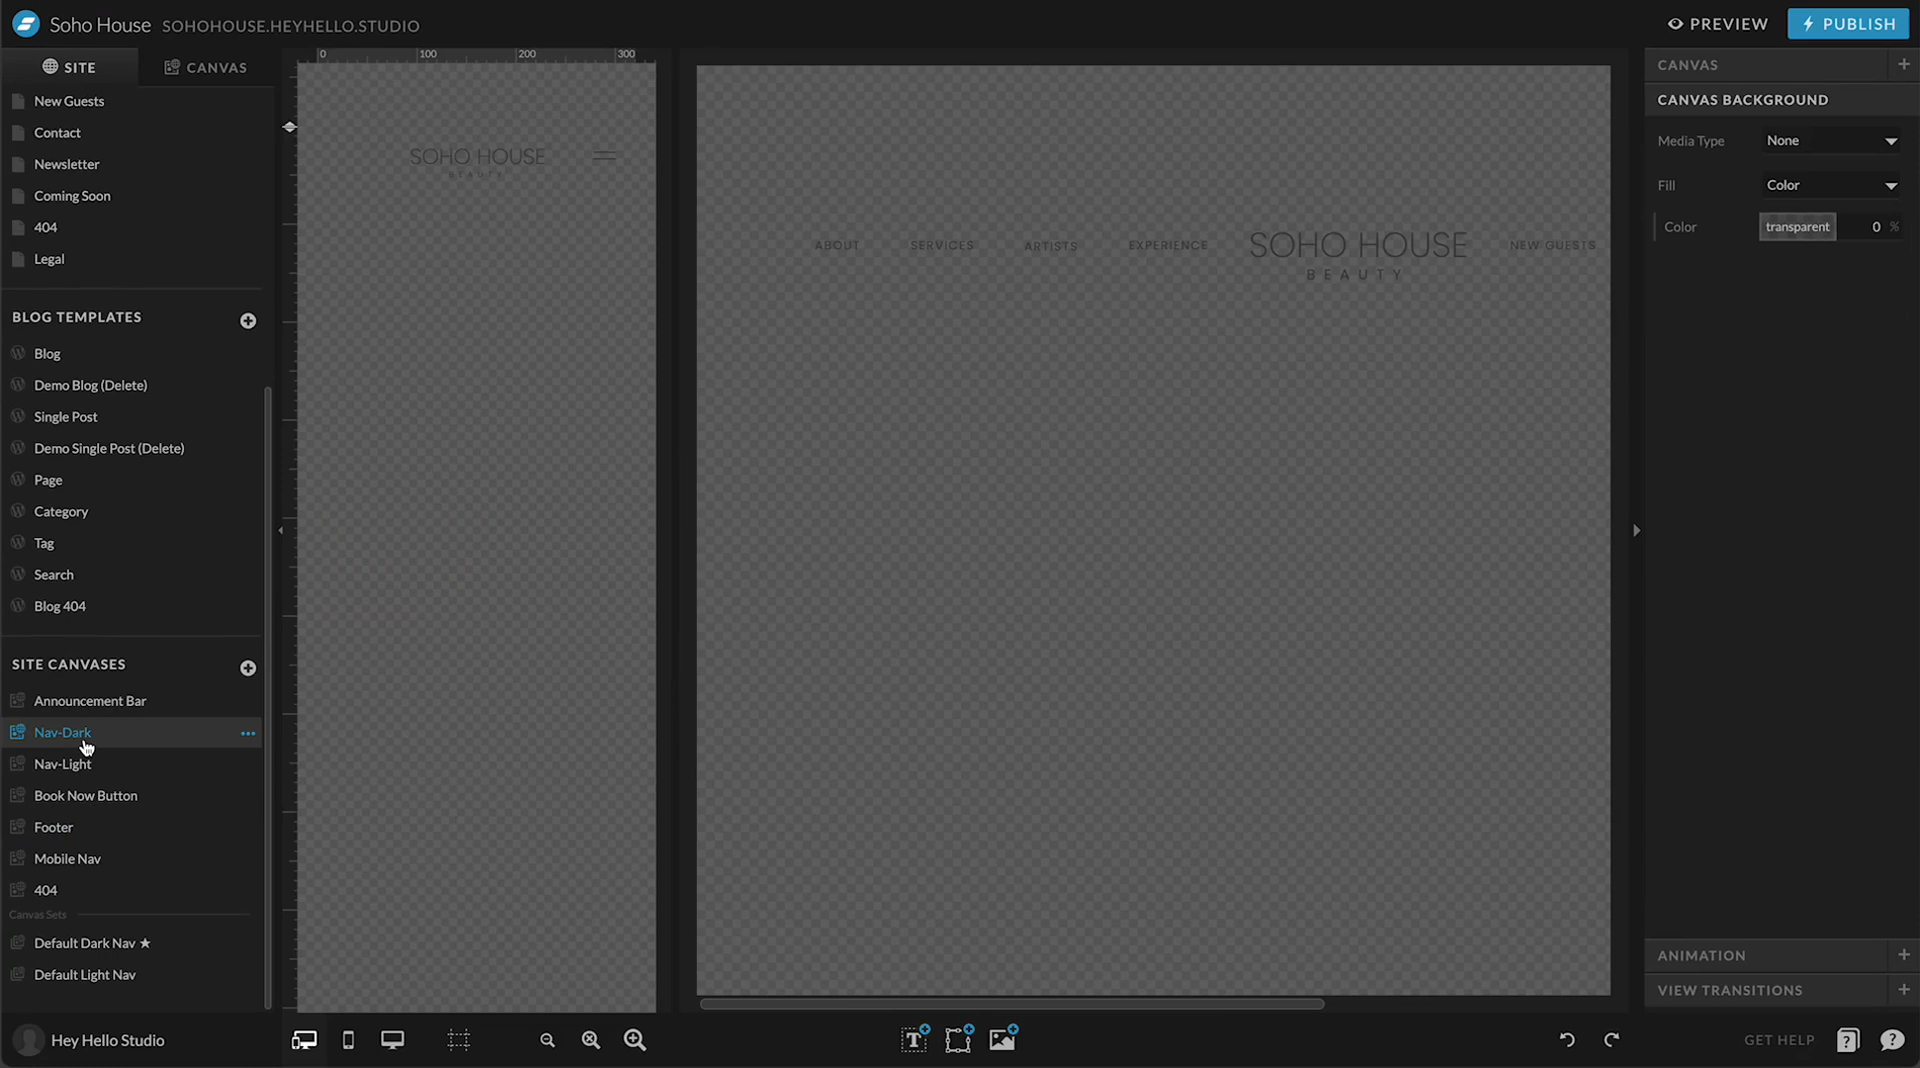 Soho House SOHOHOUSE.HEYHELLO.STUDIO
PREVIEW
PUBLISH
SITE
CANVAS
New Guests
Contact
Newsletter
Coming Soon
404
Legal
BLOG TEMPLATES
Blog
Demo Blog (Delete)
Single Post
Demo Single Post (Delete)
Page
Category
Tag
Search
Blog 404
SITE CANVASES
Announcement Bar
Nav-Dark
Nav-Light
Book Now Button
Footer
Mobile Nav
404
Canvas Sets
Default Dark Nav ★
Default Light Nav
Hey Hello Studio
0 100 200 300
SOHO HOUSE
BEAUTY
ABOUT SERVICES ARTISTS EXPERIENCE SOHO HOUSE NEW GUESTS
BEAUTY
CANVAS
CANVAS BACKGROUND
Media Type None
Fill Color
Color transparent 0 %
ANIMATION
VIEW TRANSITIONS
T
GET HELP ? ?